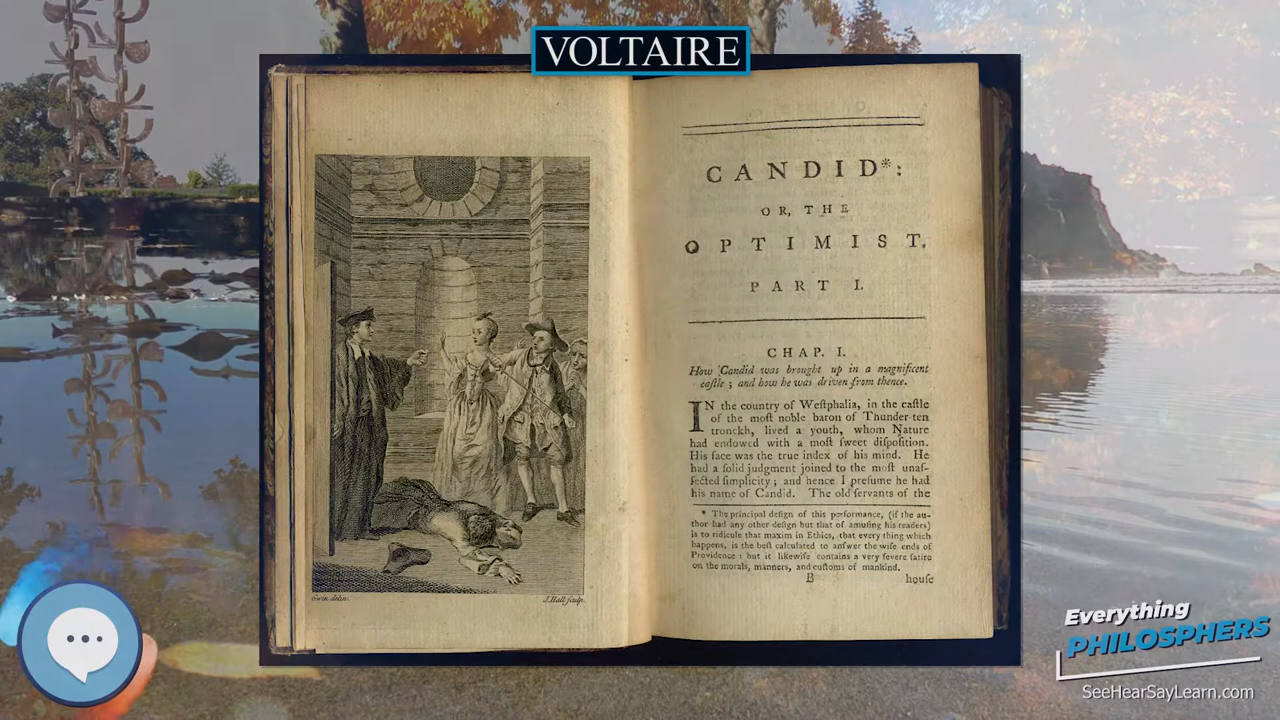 VOLTAIRE
CANDID*:
OR, THE
OPTIMIST.
PART I.
CHAP. I.
How Candid was brought up in a magnificent
caſtle ; and how he was driven from thence.
IN the country of Weſtphalia, in the caſtle
of the moſt noble baron of Thunder-ten
tronckh, lived a youth, whom Nature
had endowed with a moſt ſweet diſpoſition.
His face was the true index of his mind. He
had a ſolid judgment joined to the moſt unaf-
fected ſimplicity ; and hence I preſume he had
his name of Candid. The old ſervants of the
* The principal deſign of this performance, (if the au-
thor had any other deſign but that of amuſing his readers)
is to ridicule that maxim in Ethics, that every thing which
happens, is the beſt calculated to anſwer the wiſe ends of
Providence : but it likewiſe contains a very ſevere ſatire
on the morals, manners, and cuſtoms of mankind.
B house
delin. J. Hall ſculp.
Everything
PHILOSPHERS
SeeHearSayLearn.com